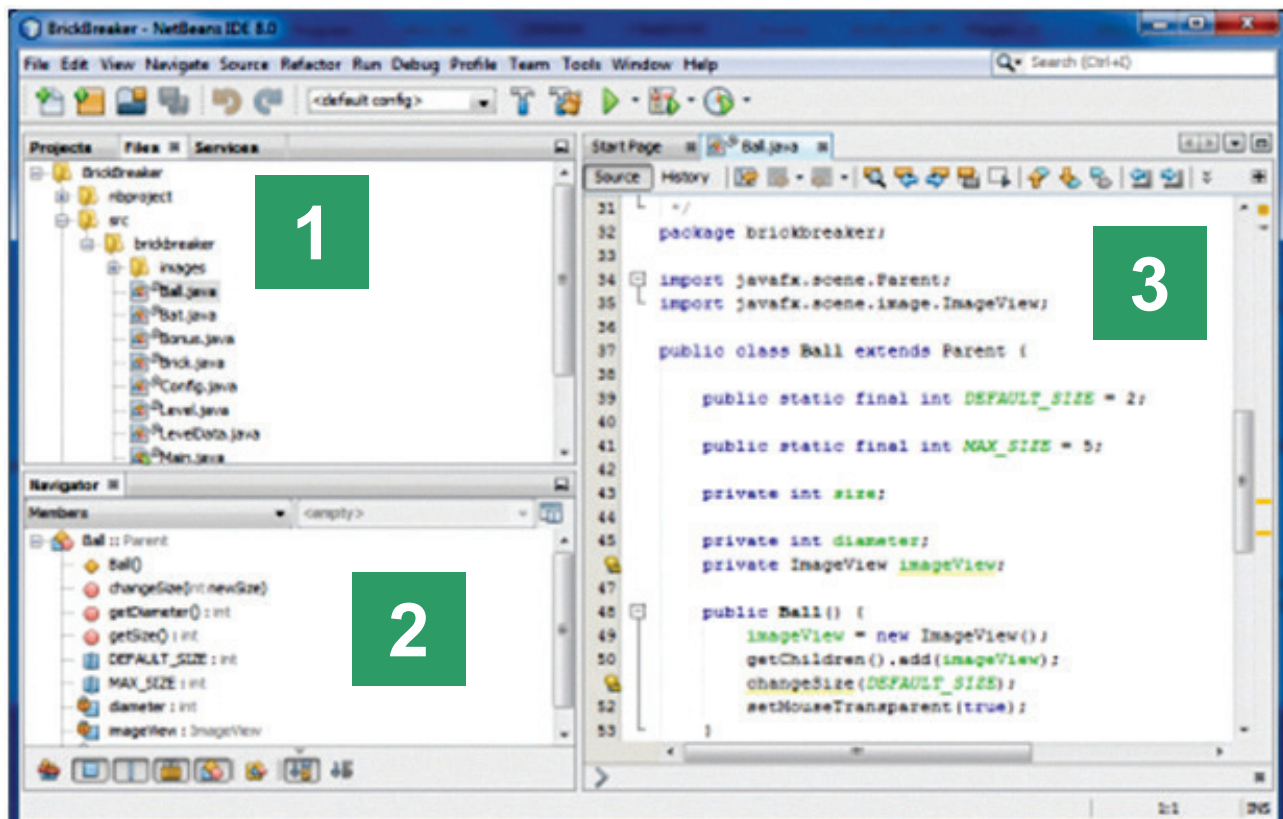 BrickBreaker - NetBeans IDE 8.0
File Edit View Navigate Source Refactor Run Debug Profile Team Tools Window Help
Search (Ctrl+I)
<default config>
Projects Files Services
BrickBreaker
nbproject
src
brickbreaker
images
Ball.java
Bat.java
Bonus.java
Brick.java
Config.java
Level.java
LevelData.java
Main.java
1
Navigator
Members
<empty>
Ball :: Parent
Ball()
changeSize(int newSize)
getDiameter() : int
getSize() : int
DEFAULT_SIZE : int
MAX_SIZE : int
diameter : int
imageView : ImageView
2
Start Page Ball.java
Source History
31 */
32 package brickbreaker;
33
34 import javafx.scene.Parent;
35 import javafx.scene.image.ImageView;
36
37 public class Ball extends Parent {
38
39 public static final int DEFAULT_SIZE = 2;
40
41 public static final int MAX_SIZE = 5;
42
43 private int size;
44
45 private int diameter;
private ImageView imageView;
47
48 public Ball() {
49 imageView = new ImageView();
50 getChildren().add(imageView);
changeSize(DEFAULT_SIZE);
52 setMouseTransparent(true);
53 }
3
1:1 INS